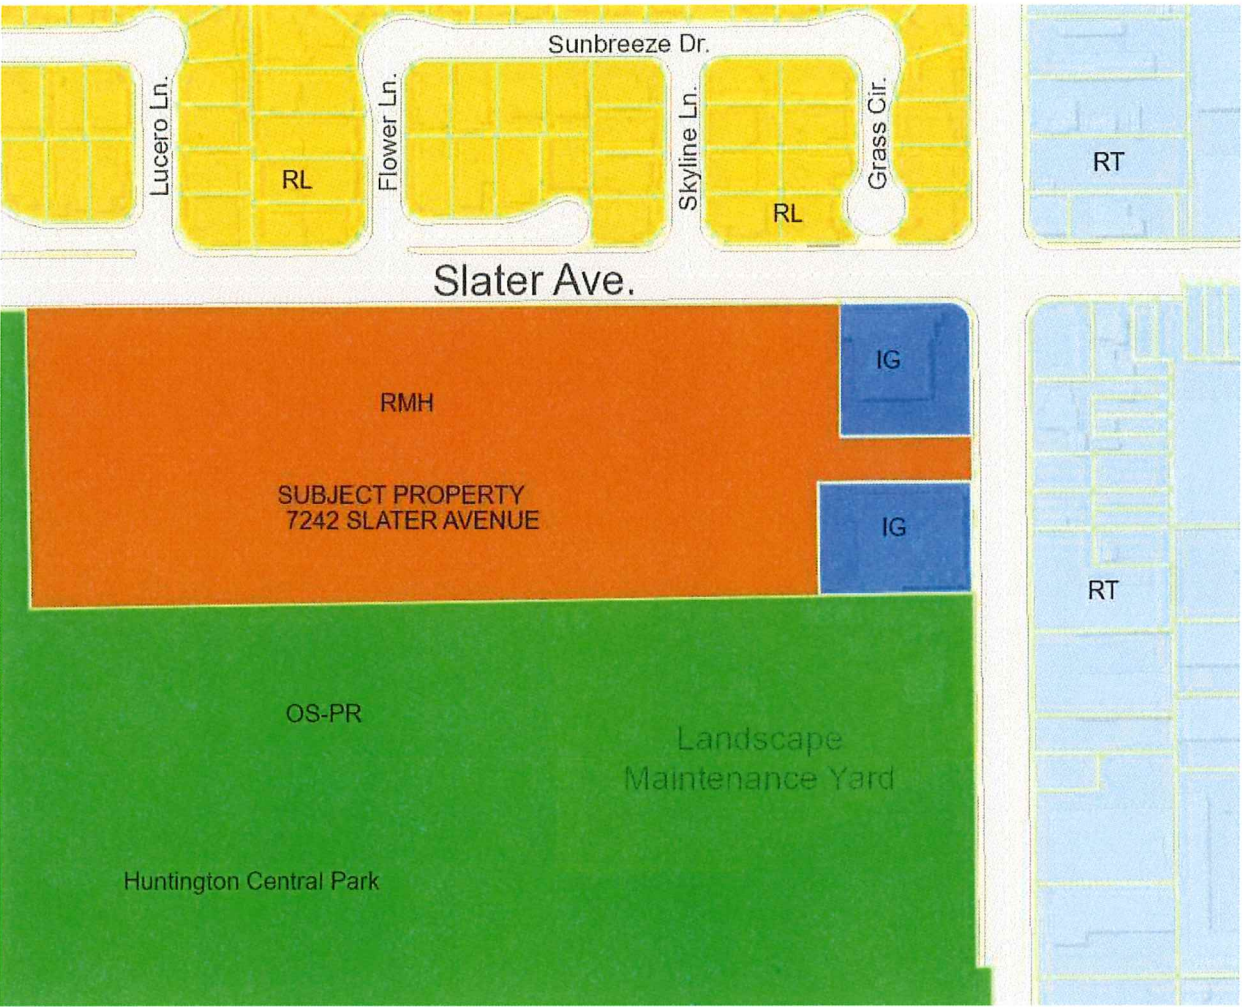 Sunbreeze Dr.
Lucero Ln.
Flower Ln.
Skyline Ln.
Grass Cir.
RL
RL
RT
Slater Ave.
IG
RMH
SUBJECT PROPERTY
7242 SLATER AVENUE
IG
RT
OS-PR
Landscape
Maintenance Yard
Huntington Central Park